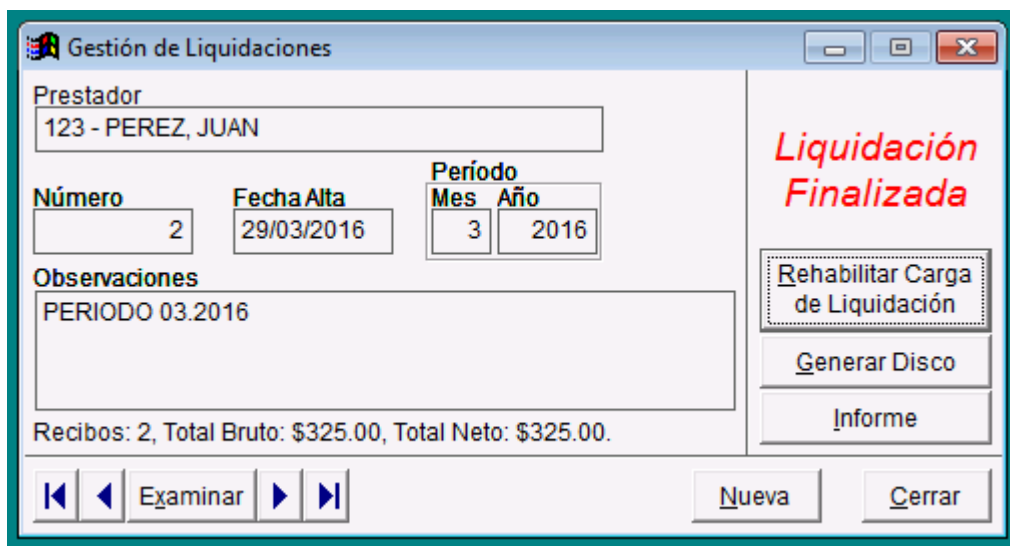 Gestión de Liquidaciones
Prestador
123 - PEREZ, JUAN
Período
Número Fecha Alta Mes Año
2 29/03/2016 3 2016
Observaciones
PERIODO 03.2016
Recibos: 2, Total Bruto: $325.00, Total Neto: $325.00.
Liquidación
Finalizada
Rehabilitar Carga
de Liquidación
Generar Disco
Informe
Examinar Nueva Cerrar